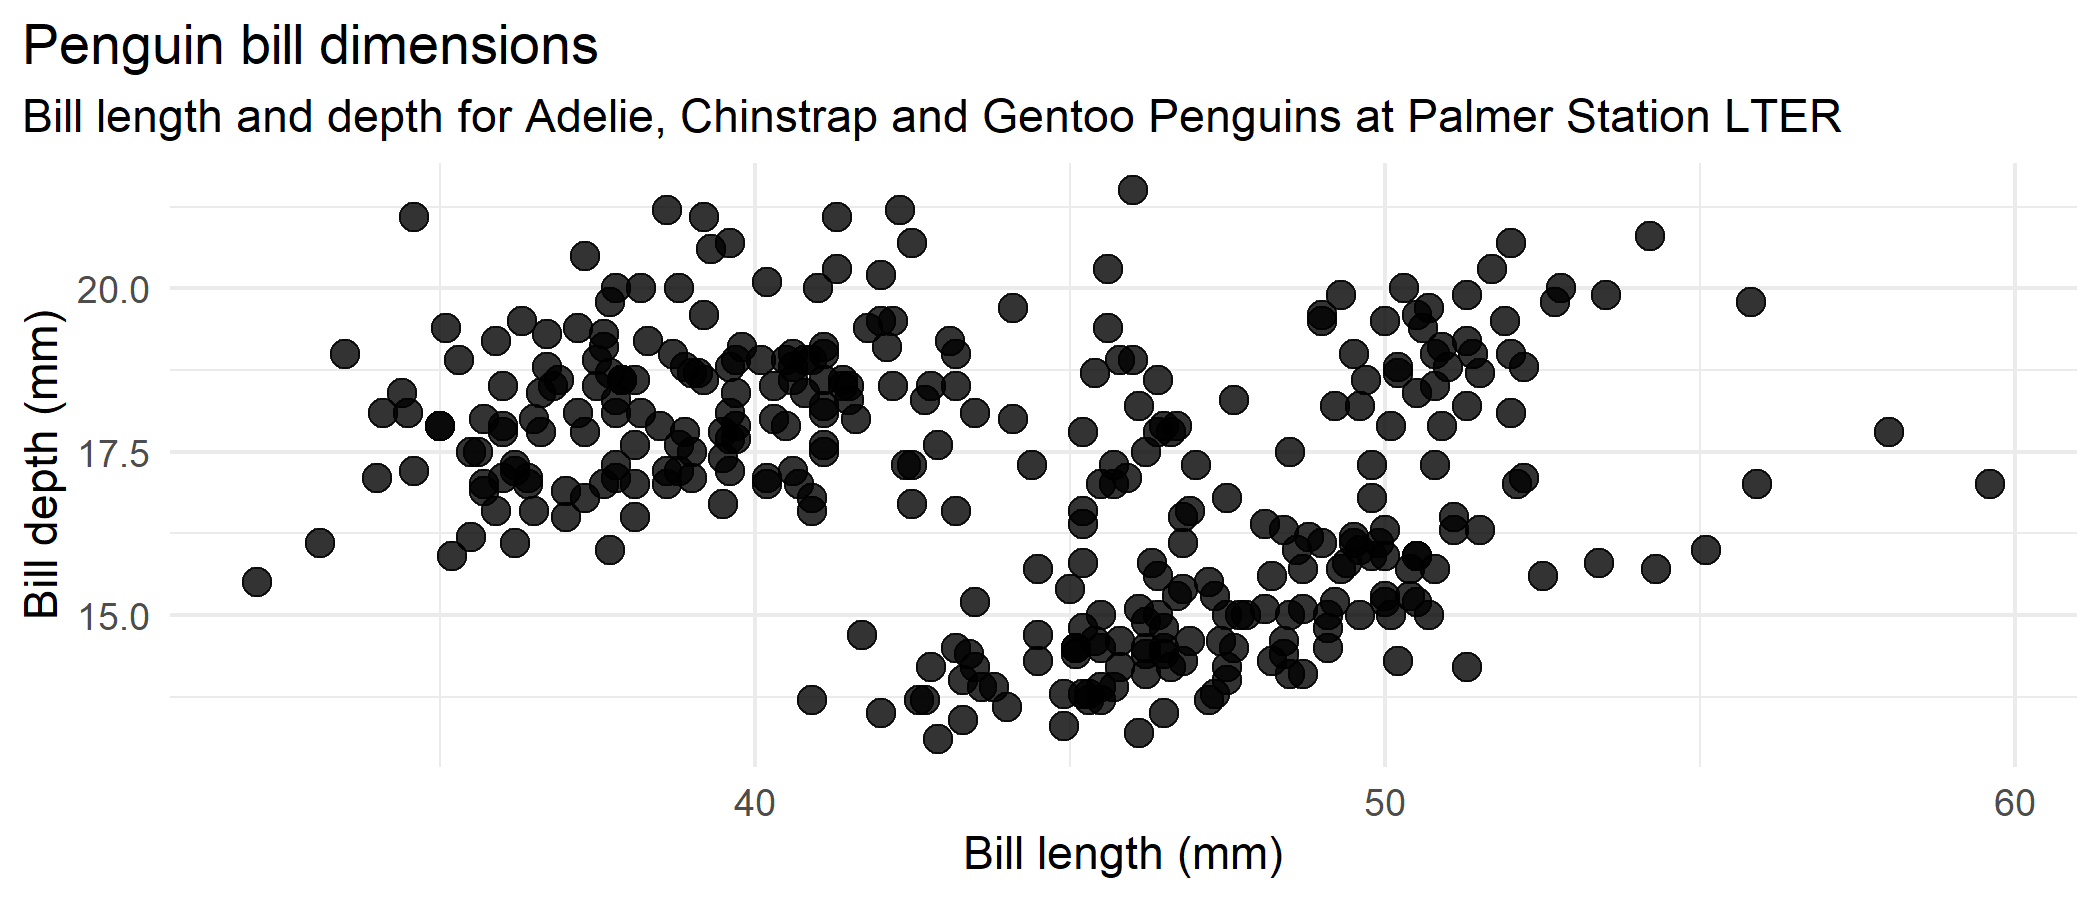 Penguin bill dimensions
Bill length and depth for Adelie, Chinstrap and Gentoo Penguins at Palmer Station LTER
Bill depth (mm)
20.0
17.5
15.0
40 50 60
Bill length (mm)